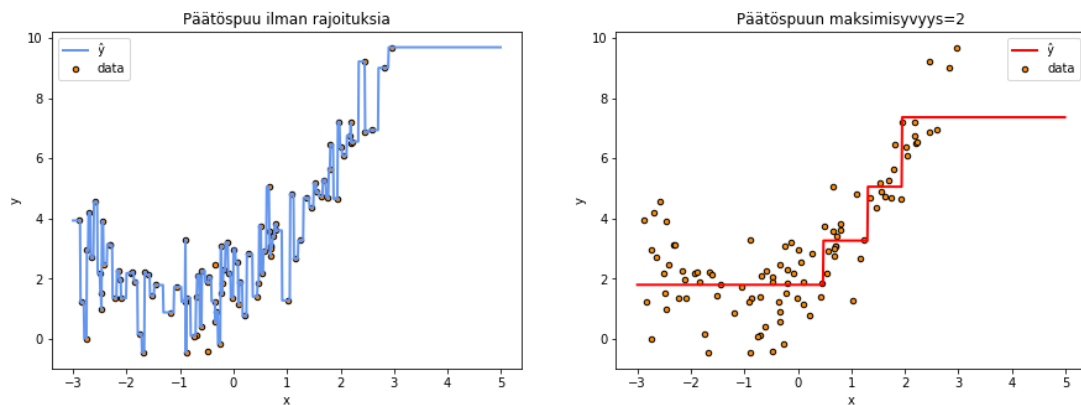 Päätöspuu ilman rajoituksia
ŷ
data
y
10
8
6
4
2
0
−3 −2 −1 0 1 2 3 4 5
x
Päätöspuun maksimisyvyys=2
ŷ
data
y
10
8
6
4
2
0
−3 −2 −1 0 1 2 3 4 5
x